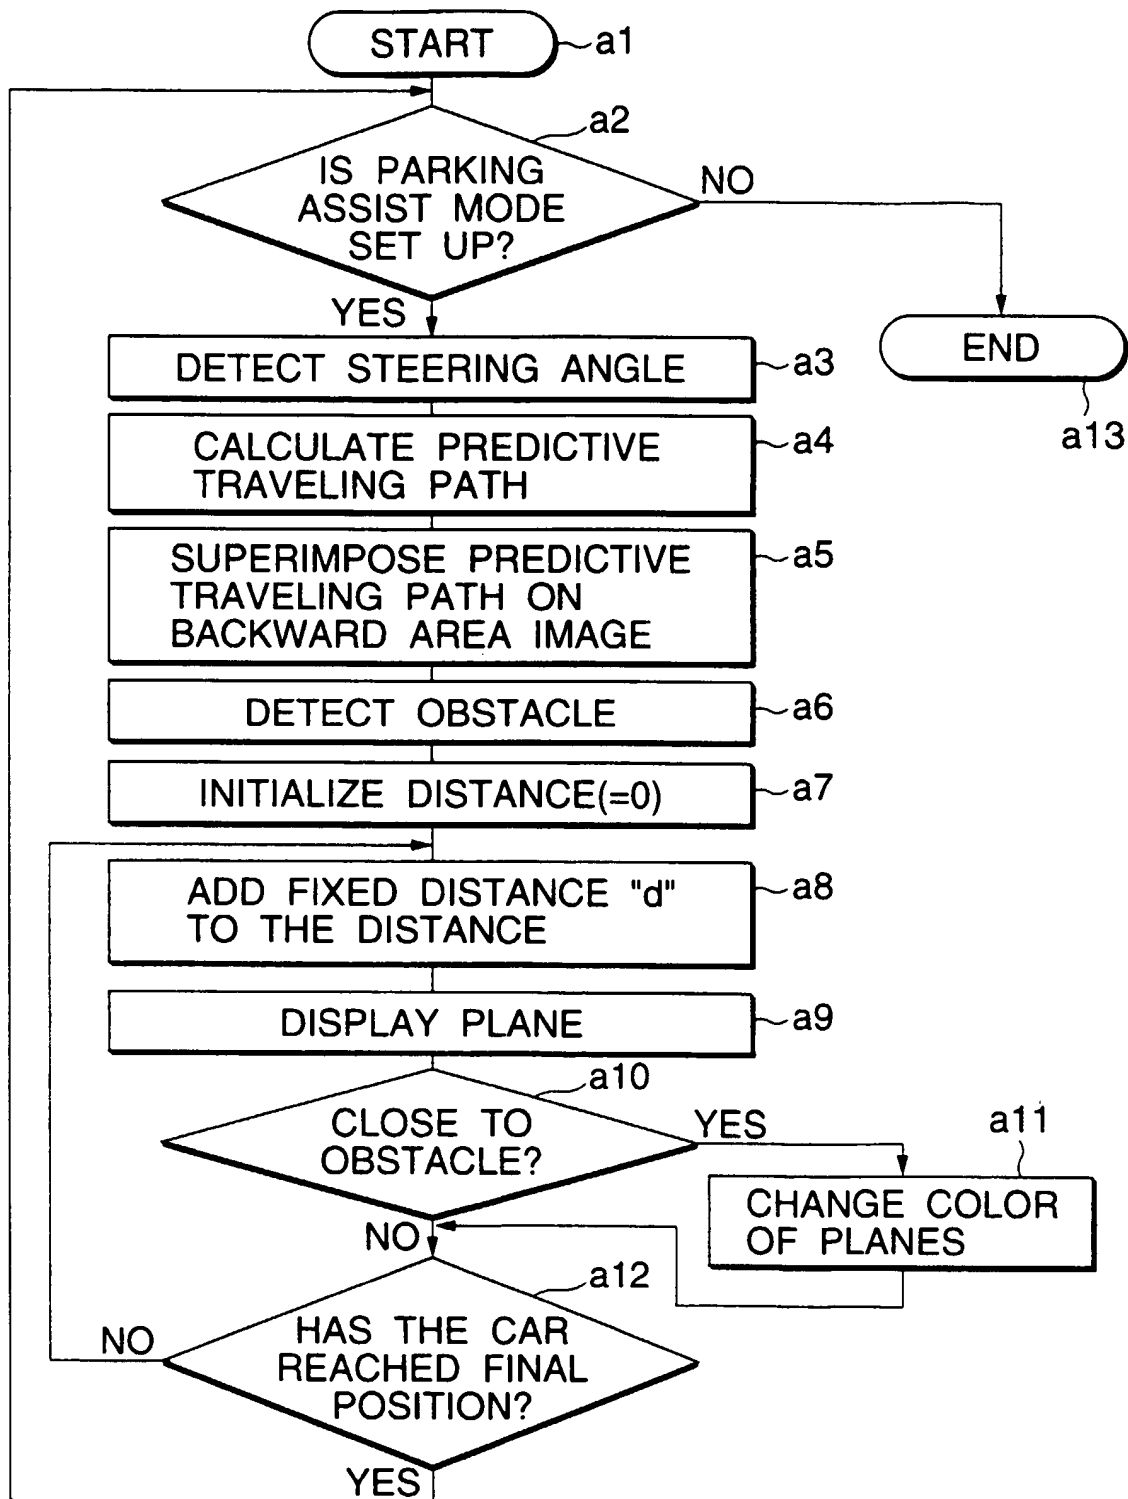 START
a1
a2
IS PARKING
ASSIST MODE
SET UP?
NO
YES
END
a13
DETECT STEERING ANGLE
a3
CALCULATE PREDICTIVE
TRAVELING PATH
a4
SUPERIMPOSE PREDICTIVE
TRAVELING PATH ON
BACKWARD AREA IMAGE
a5
DETECT OBSTACLE
a6
INITIALIZE DISTANCE(=0)
a7
ADD FIXED DISTANCE "d"
TO THE DISTANCE
a8
DISPLAY PLANE
a9
a10
CLOSE TO
OBSTACLE?
YES
a11
CHANGE COLOR
OF PLANES
NO
a12
HAS THE CAR
REACHED FINAL
POSITION?
NO
YES